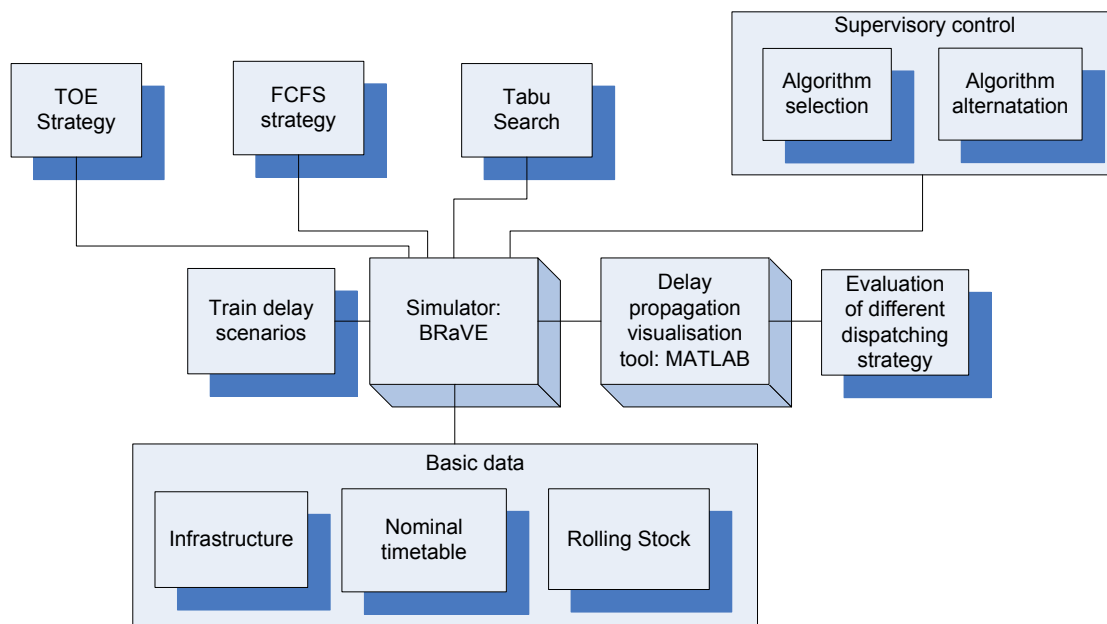 Supervisory control
TOE
Strategy
FCFS
strategy
Tabu
Search
Algorithm
selection
Algorithm
alternatation
Train delay
scenarios
Simulator:
BRaVE
Delay
propagation
visualisation
tool: MATLAB
Evaluation
of different
dispatching
strategy
Basic data
Infrastructure
Nominal
timetable
Rolling Stock